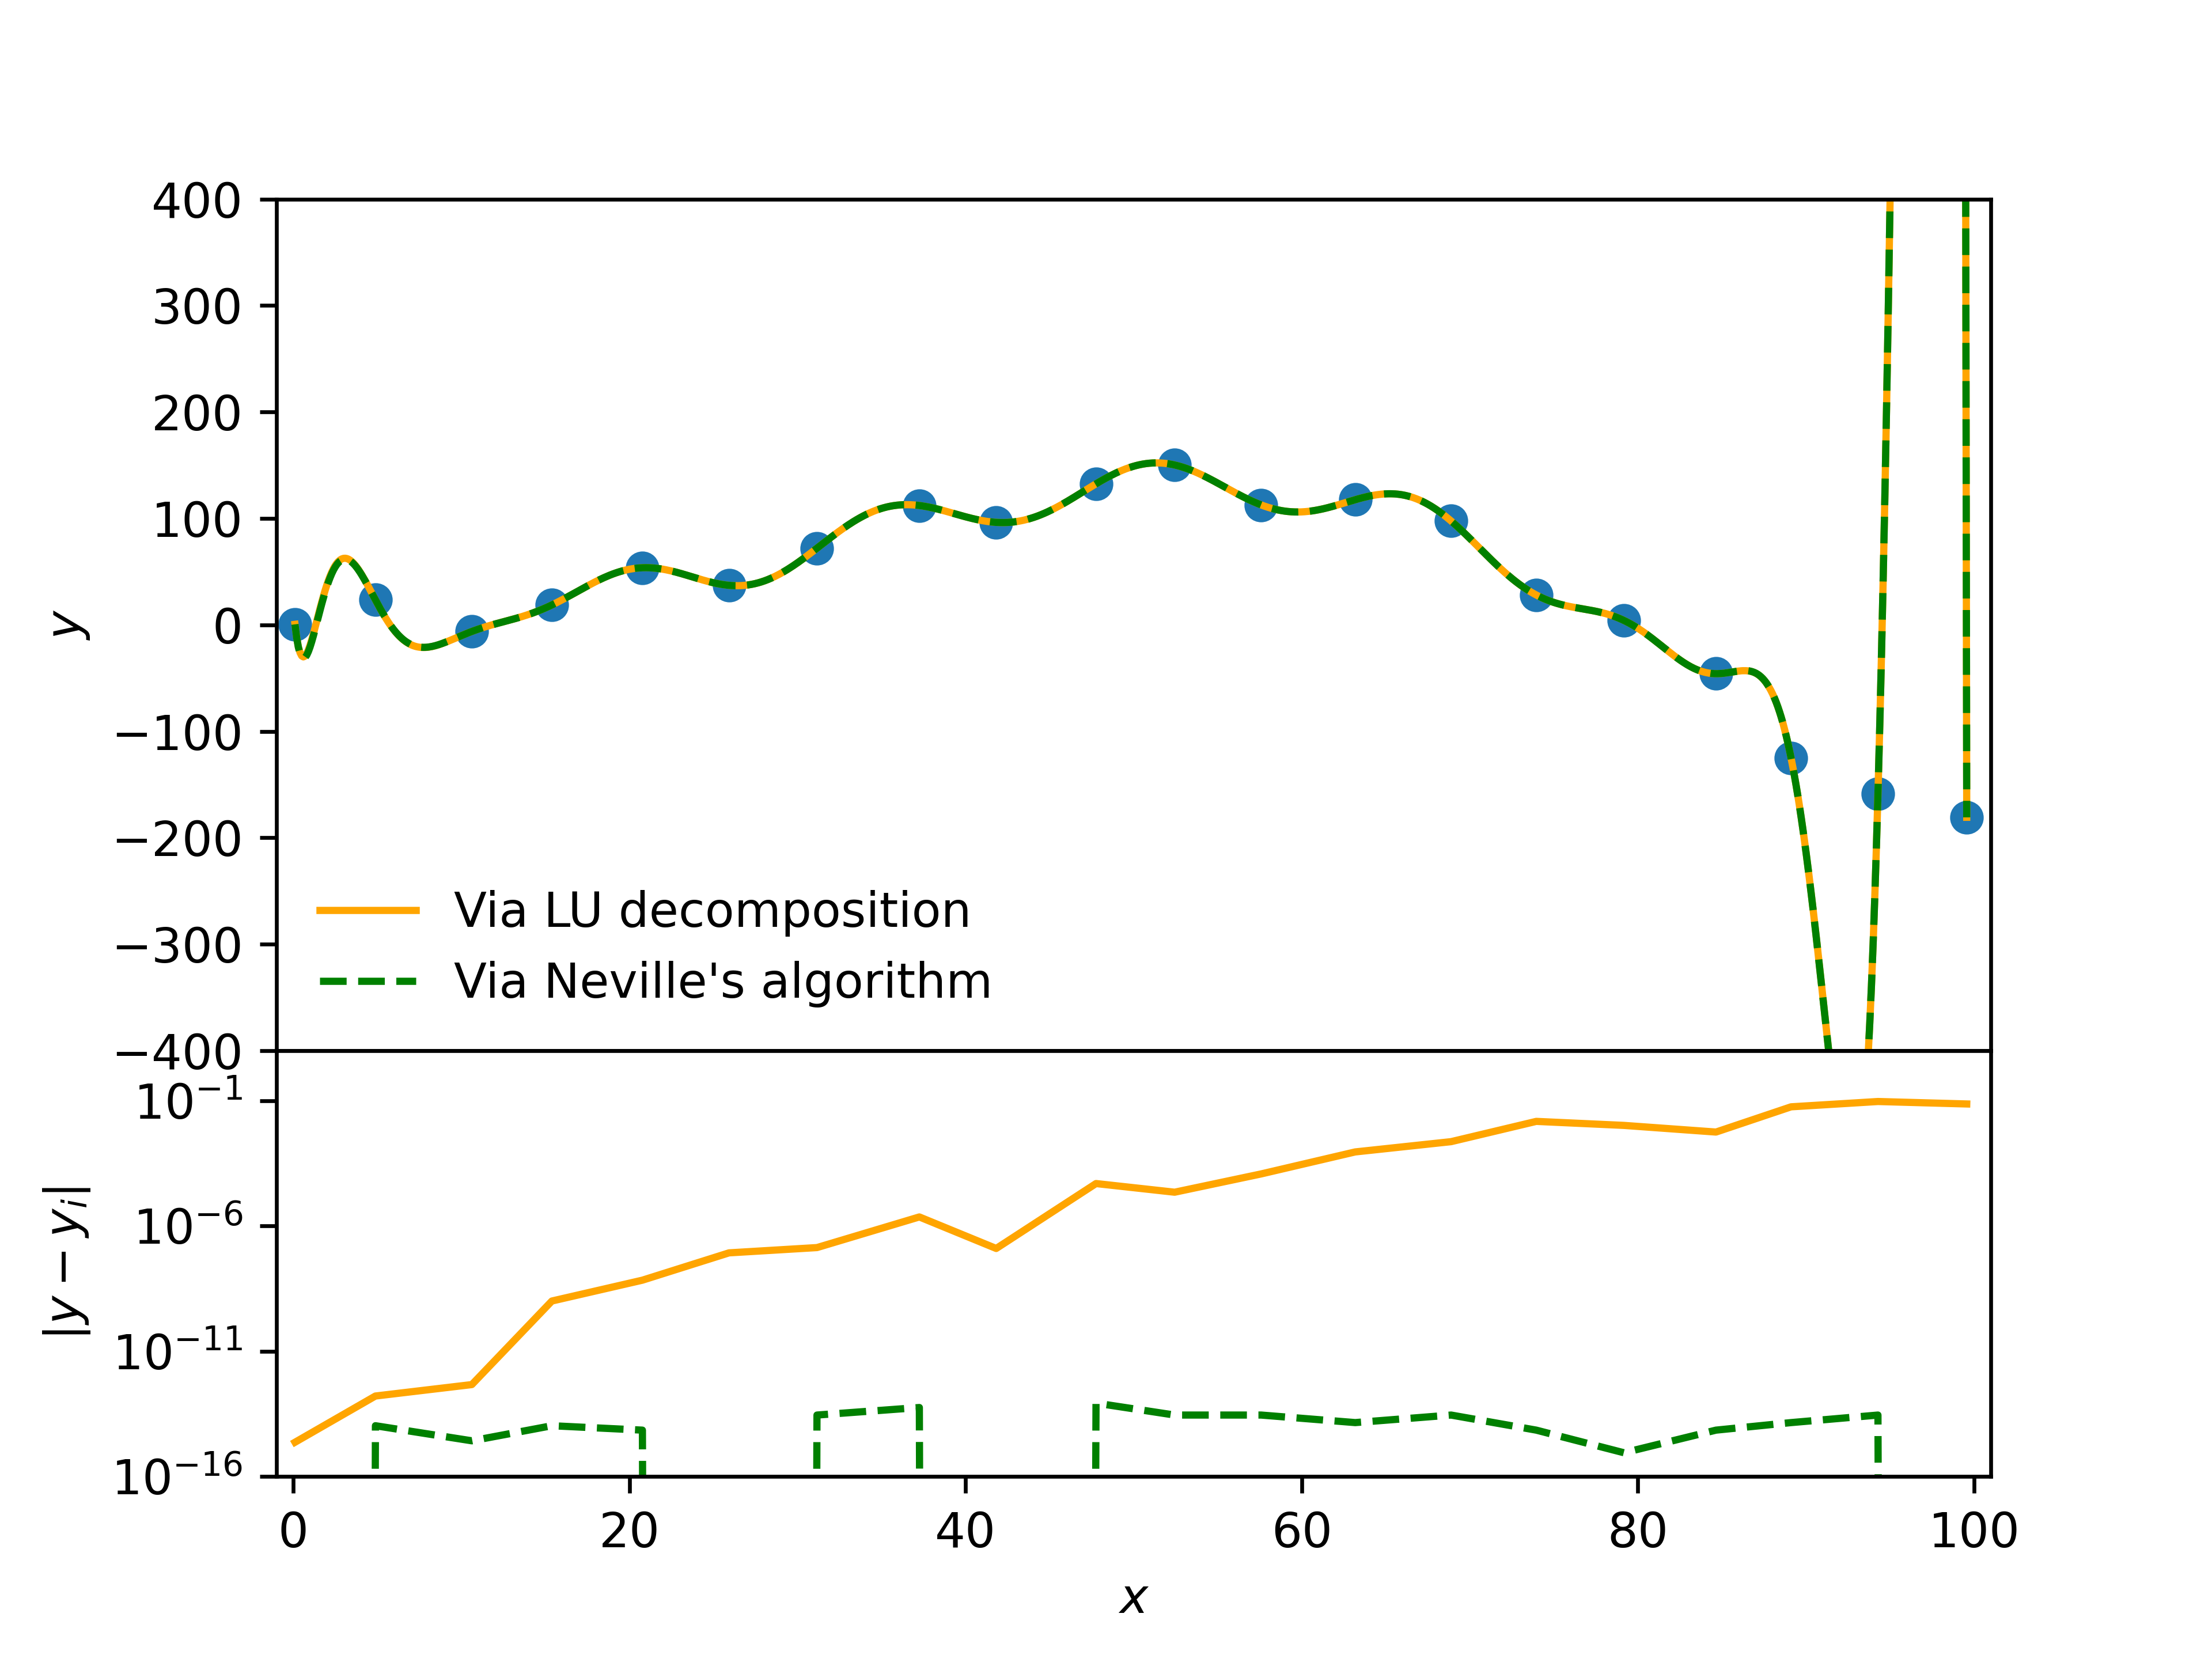 400
300
200
100
0
−100
−200
−300
−400
y
Via LU decomposition
Via Neville's algorithm
10⁻¹
10⁻⁶
10⁻¹¹
10⁻¹⁶
|y − yᵢ|
0 20 40 60 80 100
x